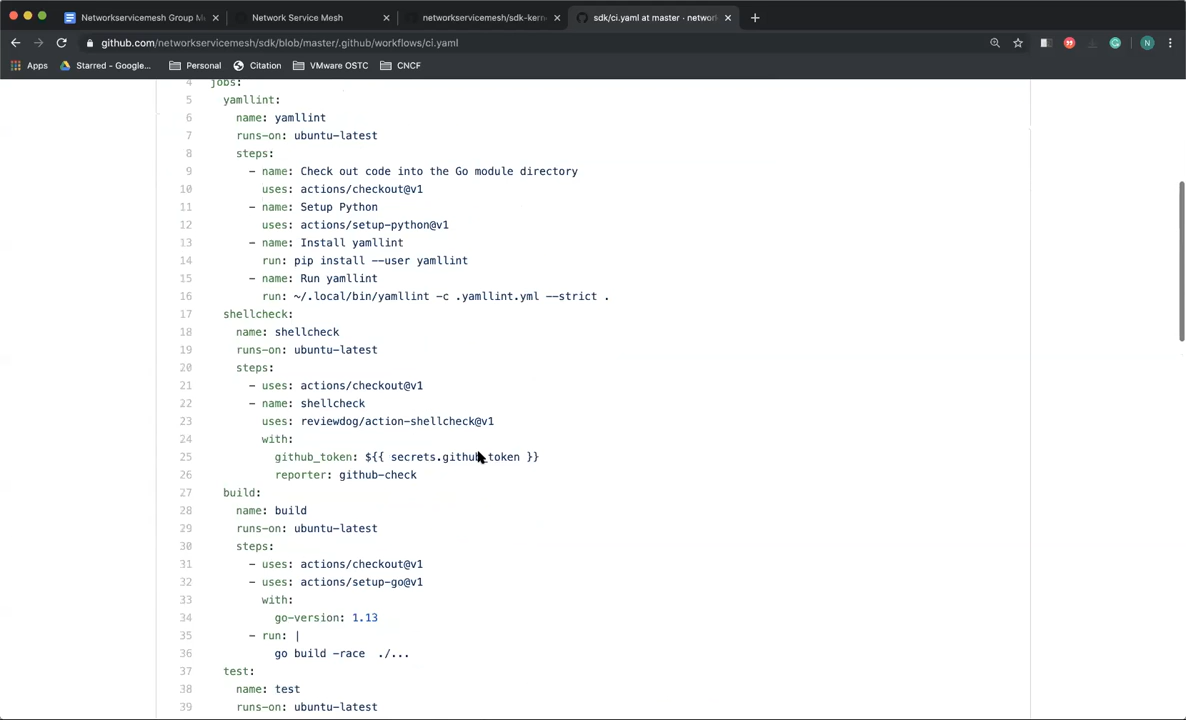 Networkservicemesh Group M
Network Service Mesh
networkservicemesh/sdk-kern
sdk/ci.yaml at master · networ
github.com/networkservicemesh/sdk/blob/master/.github/workflows/ci.yaml
N
Apps
Starred - Google...
Personal
Citation
VMware OSTC
CNCF
4 jobs:
5 yamllint:
6 name: yamllint
7 runs-on: ubuntu-latest
8 steps:
9 - name: Check out code into the Go module directory
10 uses: actions/checkout@v1
11 - name: Setup Python
12 uses: actions/setup-python@v1
13 - name: Install yamllint
14 run: pip install --user yamllint
15 - name: Run yamllint
16 run: ~/.local/bin/yamllint -c .yamllint.yml --strict .
17 shellcheck:
18 name: shellcheck
19 runs-on: ubuntu-latest
20 steps:
21 - uses: actions/checkout@v1
22 - name: shellcheck
23 uses: reviewdog/action-shellcheck@v1
24 with:
25 github_token: ${{ secrets.github_token }}
26 reporter: github-check
27 build:
28 name: build
29 runs-on: ubuntu-latest
30 steps:
31 - uses: actions/checkout@v1
32 - uses: actions/setup-go@v1
33 with:
34 go-version: 1.13
35 - run: |
36 go build -race ./...
37 test:
38 name: test
39 runs-on: ubuntu-latest